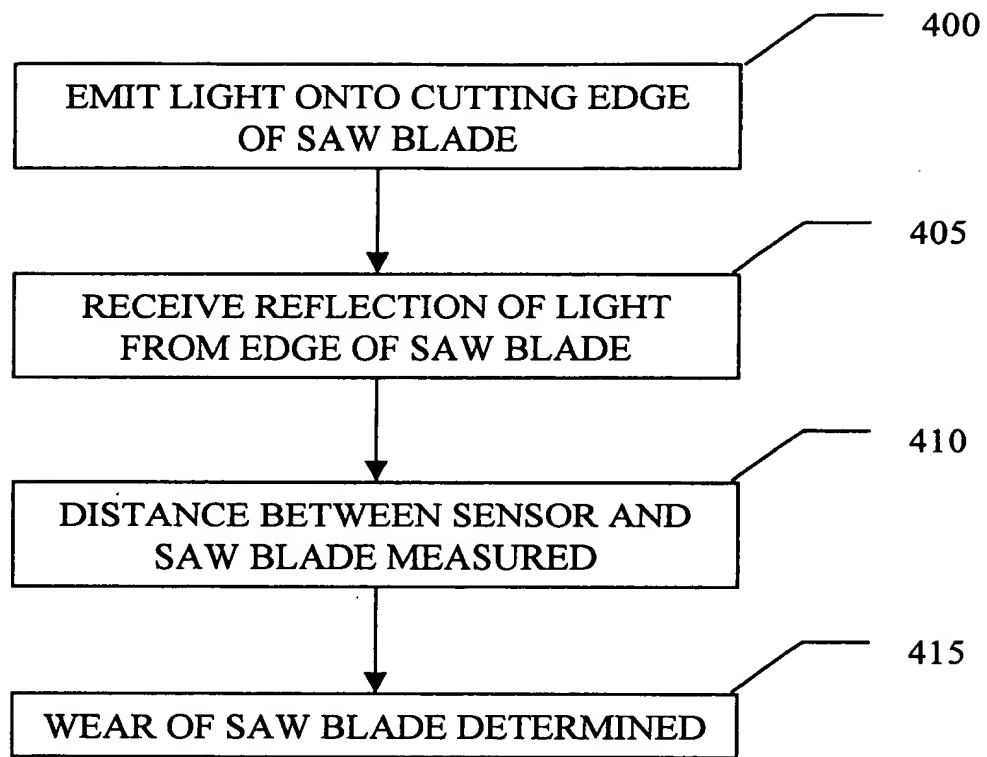 400
EMIT LIGHT ONTO CUTTING EDGE
OF SAW BLADE
405
RECEIVE REFLECTION OF LIGHT
FROM EDGE OF SAW BLADE
410
DISTANCE BETWEEN SENSOR AND
SAW BLADE MEASURED
415
WEAR OF SAW BLADE DETERMINED